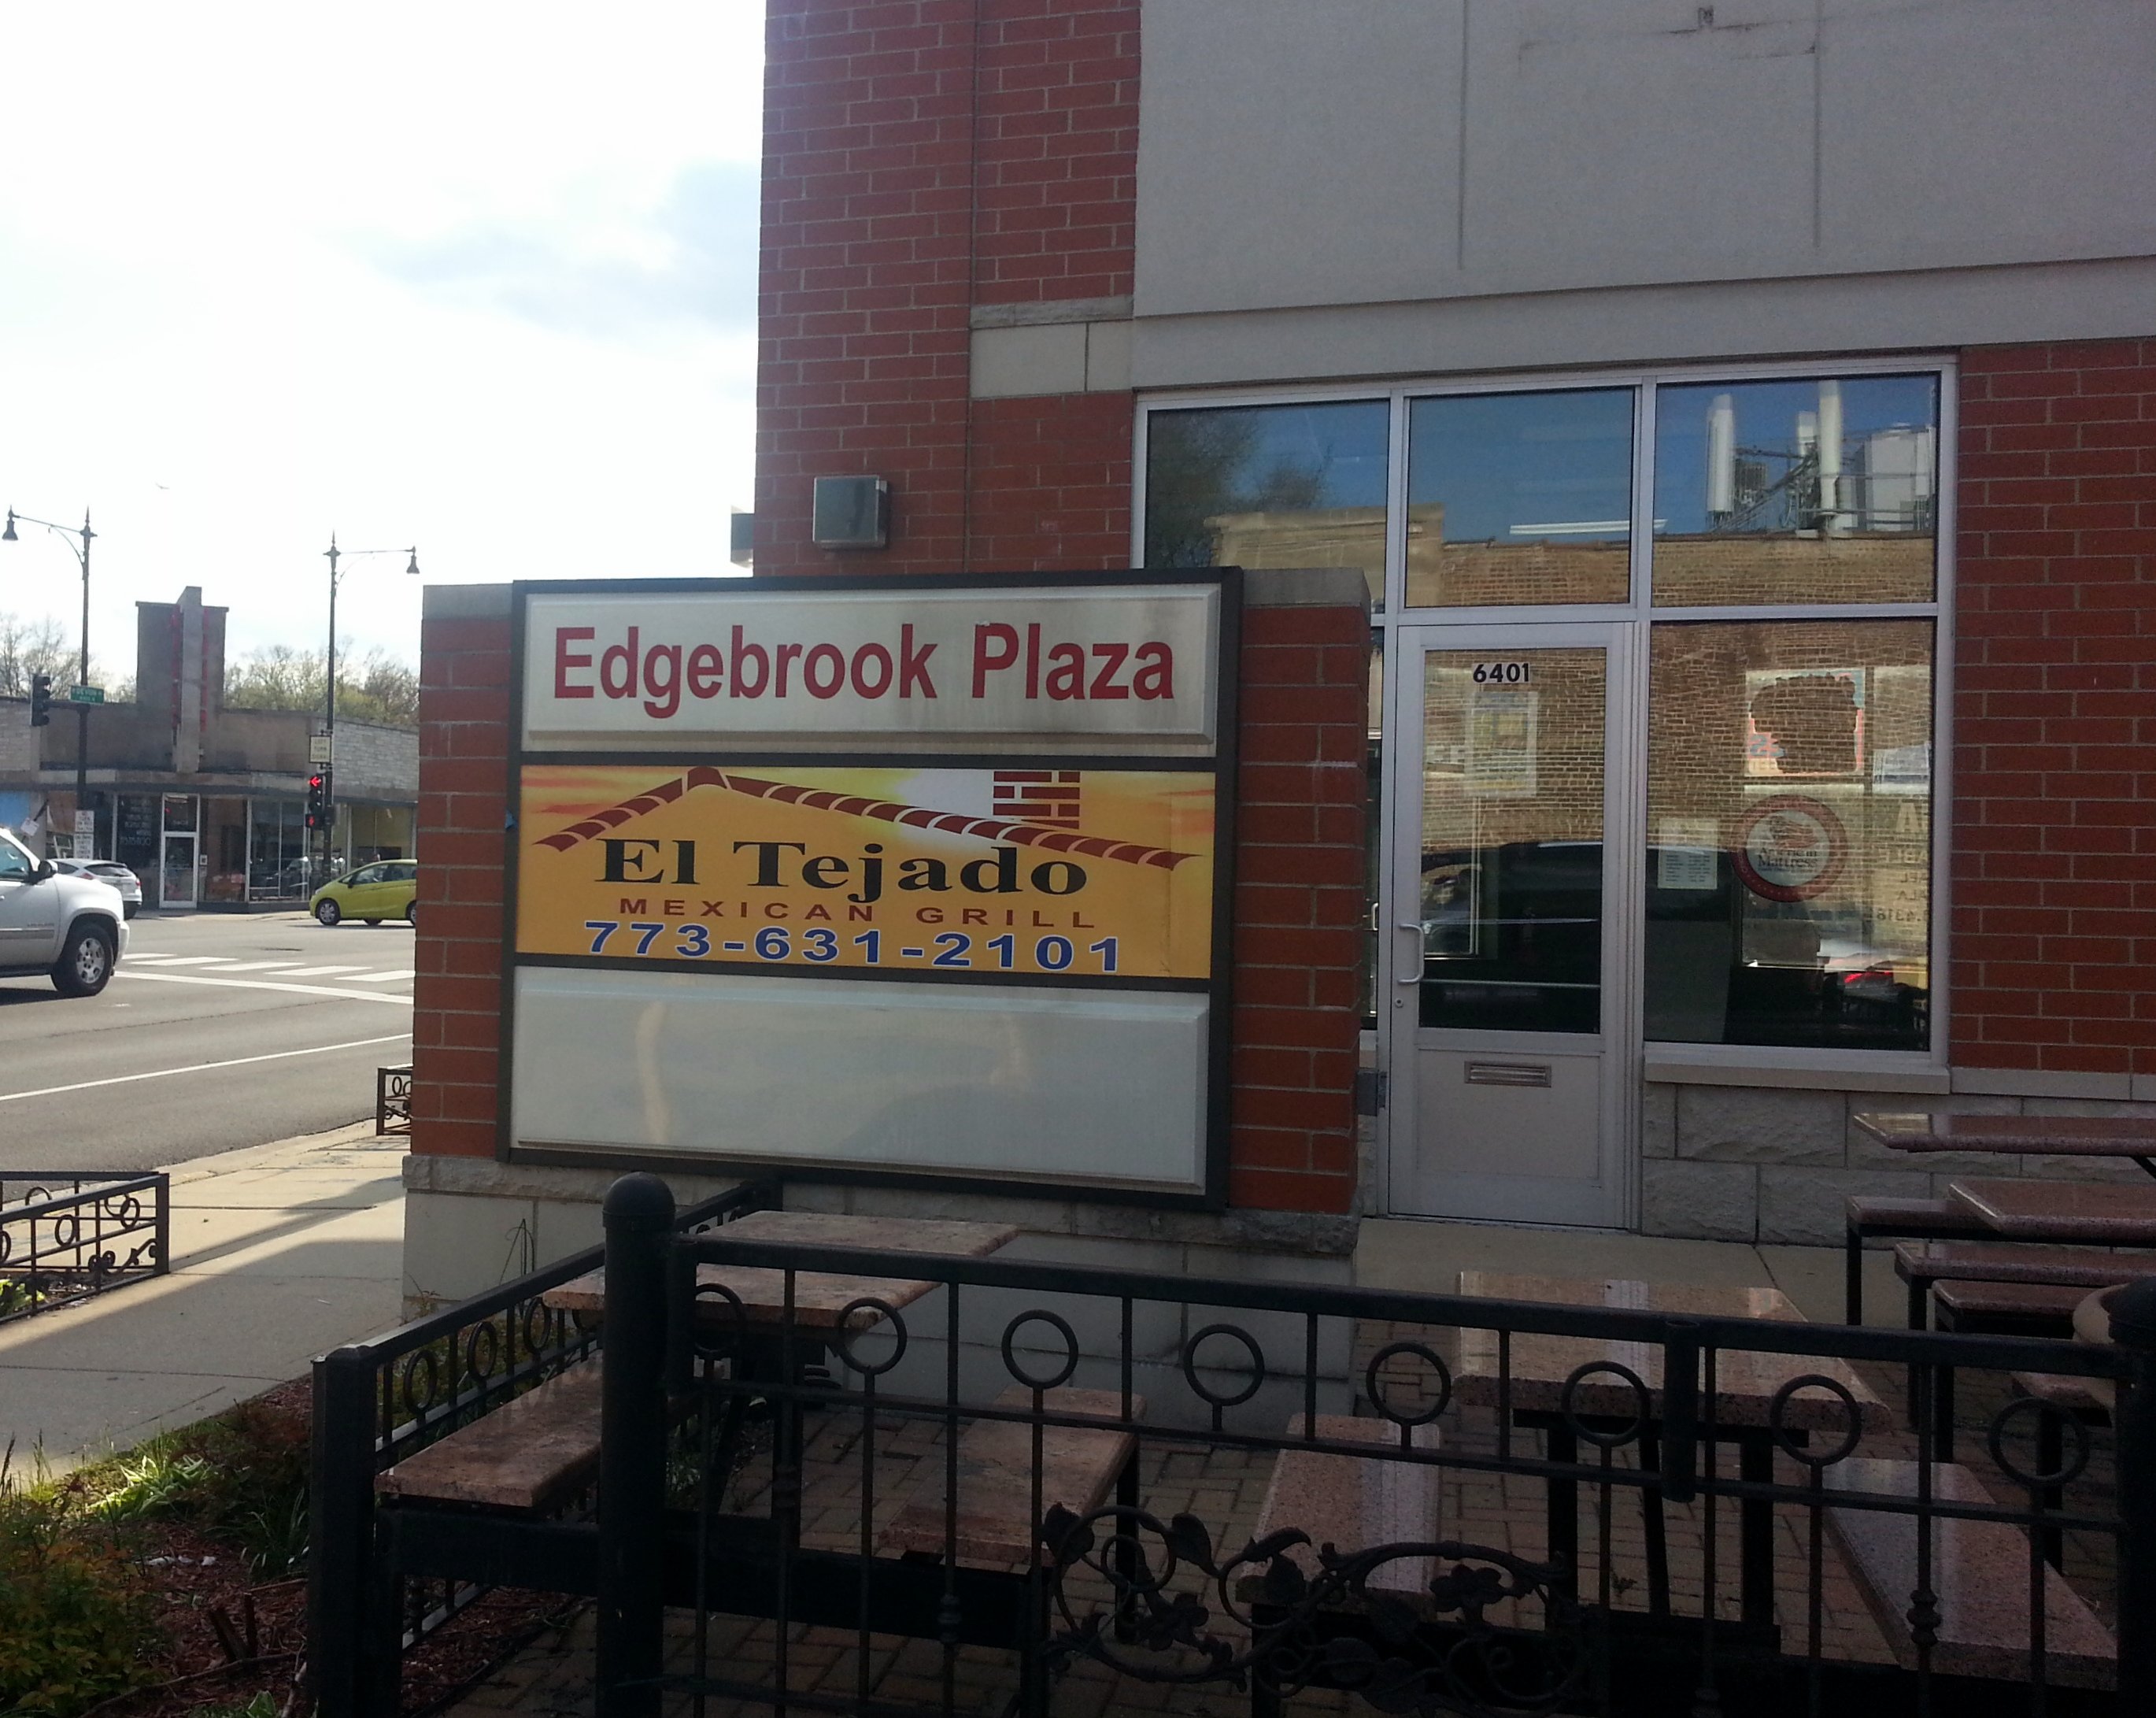 Edgebrook Plaza
El Tejado
MEXICAN GRILL
773-631-2101
6401